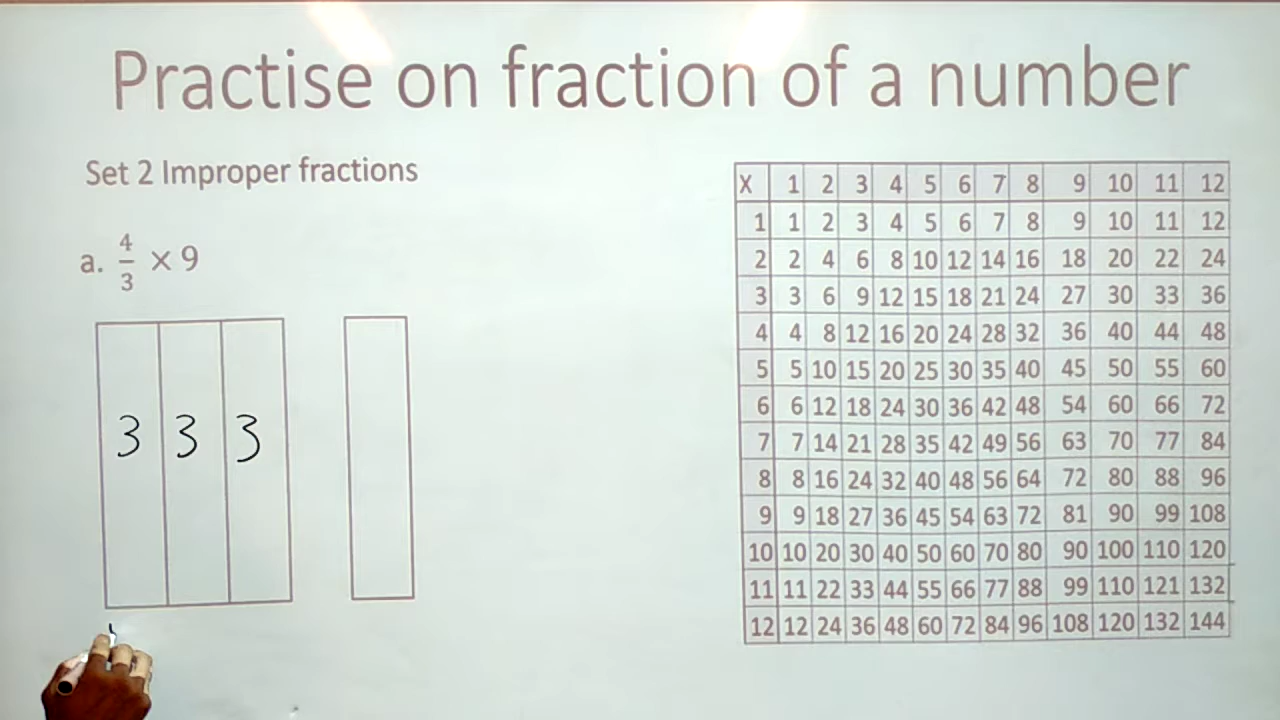 Practise on fraction of a number
Set 2 Improper fractions
a. 4/3 × 9
3 3 3
X 1 2 3 4 5 6 7 8 9 10 11 12
1 1 2 3 4 5 6 7 8 9 10 11 12
2 2 4 6 8 10 12 14 16 18 20 22 24
3 3 6 9 12 15 18 21 24 27 30 33 36
4 4 8 12 16 20 24 28 32 36 40 44 48
5 5 10 15 20 25 30 35 40 45 50 55 60
6 6 12 18 24 30 36 42 48 54 60 66 72
7 7 14 21 28 35 42 49 56 63 70 77 84
8 8 16 24 32 40 48 56 64 72 80 88 96
9 9 18 27 36 45 54 63 72 81 90 99 108
10 10 20 30 40 50 60 70 80 90 100 110 120
11 11 22 33 44 55 66 77 88 99 110 121 132
12 12 24 36 48 60 72 84 96 108 120 132 144